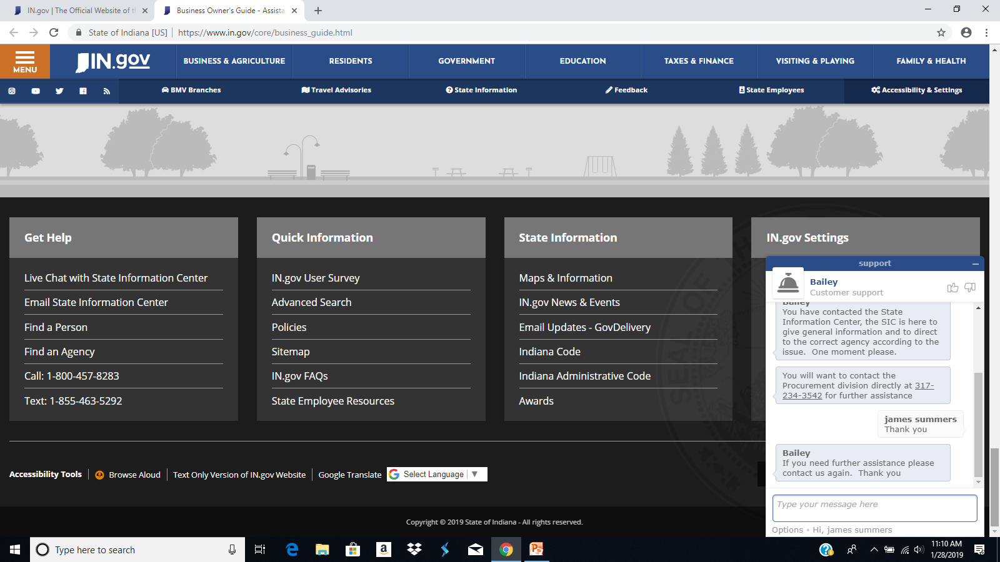 IN.gov | The Official Website of t
Business Owner's Guide - Assista
State of Indiana [US]
https://www.in.gov/core/business_guide.html
MENU
IN.gov
BUSINESS & AGRICULTURE
RESIDENTS
GOVERNMENT
EDUCATION
TAXES & FINANCE
VISITING & PLAYING
FAMILY & HEALTH
BMV Branches
Travel Advisories
State Information
Feedback
State Employees
Accessibility & Settings
Get Help
Live Chat with State Information Center
Email State Information Center
Find a Person
Find an Agency
Call: 1-800-457-8283
Text: 1-855-463-5292
Quick Information
IN.gov User Survey
Advanced Search
Policies
Sitemap
IN.gov FAQs
State Employee Resources
State Information
Maps & Information
IN.gov News & Events
Email Updates - GovDelivery
Indiana Code
Indiana Administrative Code
Awards
IN.gov Settings
SEAL OF
support
Bailey
Customer support
Bailey
You have contacted the State
Information Center, the SIC is here to
give general information and to direct
to the correct agency according to the
issue.  One moment please.
You will want to contact the
Procurement division directly at 317-
234-3542 for further assistance
james summers
Thank you
Bailey
If you need further assistance please
contact us again.  Thank you
Type your message here
Options • Hi, james summers
Accessibility Tools
Browse Aloud
Text Only Version of IN.gov Website
Google Translate
Select Language
Copyright © 2019 State of Indiana - All rights reserved.
Type here to search
11:10 AM
1/28/2019